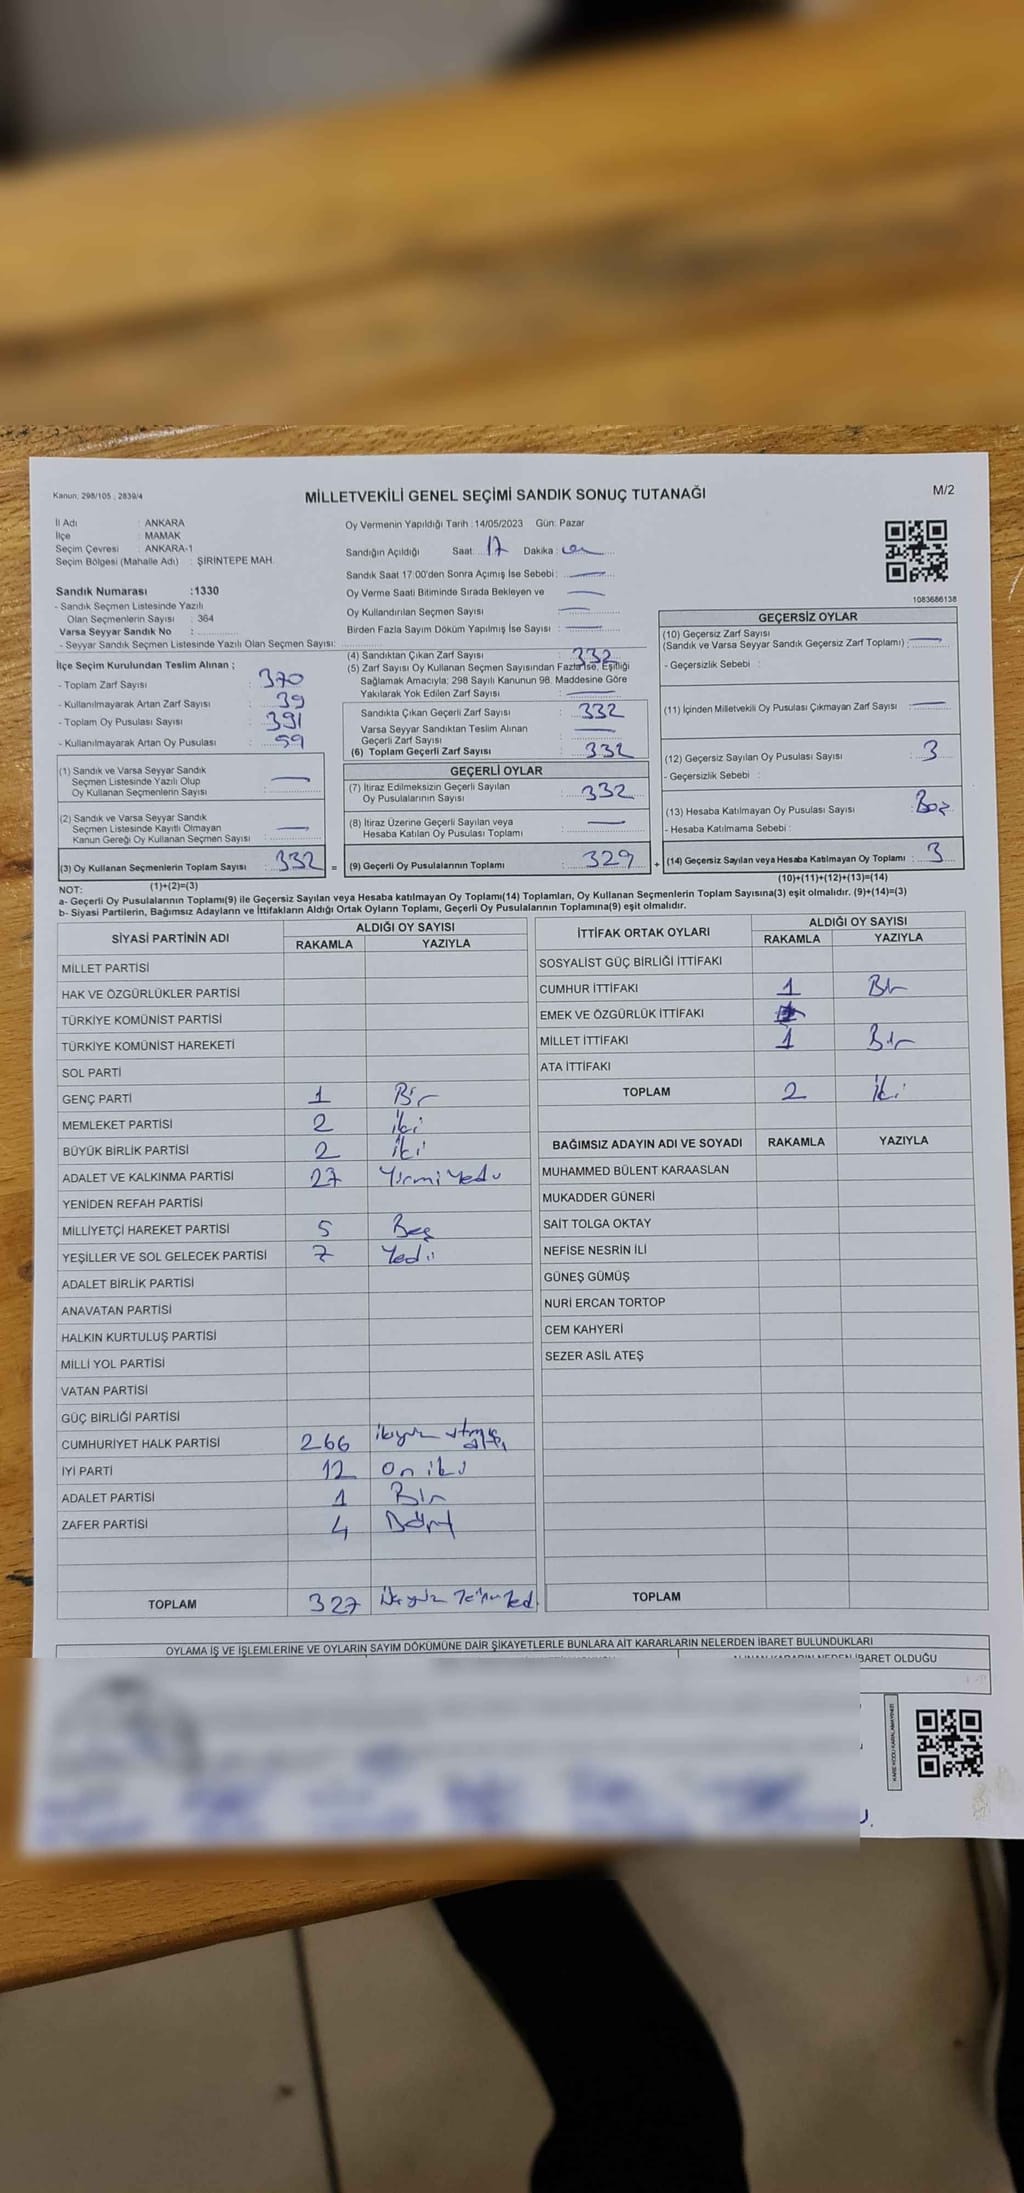 Kanun; 298/105 , 2839/4
MİLLETVEKİLİ GENEL SEÇİMİ SANDIK SONUÇ TUTANAĞI
M/2
İl Adı : ANKARA
İlçe : MAMAK
Seçim Çevresi : ANKARA-1
Seçim Bölgesi (Mahalle Adı) : ŞİRİNTEPE MAH.
Oy Vermenin Yapıldığı Tarih : 14/05/2023 Gün: Pazar
Sandığın Açıldığı Saat: 17 Dakika :
Sandık Saat 17:00'den Sonra Açımış İse Sebebi :
Oy Verme Saati Bitiminde Sırada Bekleyen ve
Oy Kullandırılan Seçmen Sayısı
Birden Fazla Sayım Döküm Yapılmış İse Sayısı :
1083686138
Sandık Numarası :1330
- Sandık Seçmen Listesinde Yazılı
Olan Seçmenlerin Sayısı : 364
Varsa Seyyar Sandık No :
- Seyyar Sandık Seçmen Listesinde Yazılı Olan Seçmen Sayısı:
İlçe Seçim Kurulundan Teslim Alınan ;
- Toplam Zarf Sayısı : 370
- Kullanılmayarak Artan Zarf Sayısı : 39
- Toplam Oy Pusulası Sayısı : 391
- Kullanılmayarak Artan Oy Pusulası : 59
(1) Sandık ve Varsa Seyyar Sandık
Seçmen Listesinde Yazılı Olup
Oy Kullanan Seçmenlerin Sayısı
(2) Sandık ve Varsa Seyyar Sandık
Seçmen Listesinde Kayıtlı Olmayan
Kanun Gereği Oy Kullanan Seçmen Sayısı
(3) Oy Kullanan Seçmenlerin Toplam Sayısı : 332 =
(4) Sandıktan Çıkan Zarf Sayısı : 332
(5) Zarf Sayısı Oy Kullanan Seçmen Sayısından Fazla İse, Eşitliği
Sağlamak Amacıyla; 298 Sayılı Kanunun 98. Maddesine Göre
Yakılarak Yok Edilen Zarf Sayısı
Sandıkta Çıkan Geçerli Zarf Sayısı : 332
Varsa Seyyar Sandıktan Teslim Alınan
Geçerli Zarf Sayısı
(6) Toplam Geçerli Zarf Sayısı : 332
GEÇERLİ OYLAR
(7) İtiraz Edilmeksizin Geçerli Sayılan
Oy Pusulalarının Sayısı : 332
(8) İtiraz Üzerine Geçerli Sayılan veya
Hesaba Katılan Oy Pusulası Toplamı
(9) Geçerli Oy Pusulalarının Toplamı : 329 +
GEÇERSİZ OYLAR
(10) Geçersiz Zarf Sayısı
(Sandık ve Varsa Seyyar Sandık Geçersiz Zarf Toplamı) :
- Geçersizlik Sebebi :
(11) İçinden Milletvekili Oy Pusulası Çıkmayan Zarf Sayısı :
(12) Geçersiz Sayılan Oy Pusulası Sayısı : 3
- Geçersizlik Sebebi :
(13) Hesaba Katılmayan Oy Pusulası Sayısı : Boş
- Hesaba Katılmama Sebebi :
(14) Geçersiz Sayılan veya Hesaba Katılmayan Oy Toplamı : 3
NOT: (1)+(2)=(3)
(10)+(11)+(12)+(13)=(14)
a- Geçerli Oy Pusulalarının Toplamı(9) ile Geçersiz Sayılan veya Hesaba katılmayan Oy Toplamı(14) Toplamları, Oy Kullanan Seçmenlerin Toplam Sayısına(3) eşit olmalıdır. (9)+(14)=(3)
b- Siyasi Partilerin, Bağımsız Adayların ve İttifakların Aldığı Ortak Oyların Toplamı, Geçerli Oy Pusulalarının Toplamına(9) eşit olmalıdır.
SİYASİ PARTİNİN ADI
ALDIĞI OY SAYISI
RAKAMLA YAZIYLA
MİLLET PARTİSİ
HAK VE ÖZGÜRLÜKLER PARTİSİ
TÜRKİYE KOMÜNİST PARTİSİ
TÜRKİYE KOMÜNİST HAREKETİ
SOL PARTİ
GENÇ PARTİ 1 Bir
MEMLEKET PARTİSİ 2 İki
BÜYÜK BİRLİK PARTİSİ 2 İki
ADALET VE KALKINMA PARTİSİ 27 Yirmi Yedi
YENİDEN REFAH PARTİSİ
MİLLİYETÇİ HAREKET PARTİSİ 5 Beş
YEŞİLLER VE SOL GELECEK PARTİSİ 7 Yedi
ADALET BİRLİK PARTİSİ
ANAVATAN PARTİSİ
HALKIN KURTULUŞ PARTİSİ
MİLLİ YOL PARTİSİ
VATAN PARTİSİ
GÜÇ BİRLİĞİ PARTİSİ
CUMHURİYET HALK PARTİSİ 266 ikiyüz atmış altı
İYİ PARTİ 12 On iki
ADALET PARTİSİ 1 Bir
ZAFER PARTİSİ 4 Dört
TOPLAM 327
İTTİFAK ORTAK OYLARI
ALDIĞI OY SAYISI
RAKAMLA YAZIYLA
SOSYALİST GÜÇ BİRLİĞİ İTTİFAKI
CUMHUR İTTİFAKI 1 Bir
EMEK VE ÖZGÜRLÜK İTTİFAKI
MİLLET İTTİFAKI 1 Bir
ATA İTTİFAKI
TOPLAM 2 İki
BAĞIMSIZ ADAYIN ADI VE SOYADI RAKAMLA YAZIYLA
MUHAMMED BÜLENT KARAASLAN
MUKADDER GÜNERİ
SAİT TOLGA OKTAY
NEFİSE NESRİN İLİ
GÜNEŞ GÜMÜŞ
NURİ ERCAN TORTOP
CEM KAHYERİ
SEZER ASİL ATEŞ
TOPLAM
OYLAMA İŞ VE İŞLEMLERİNE VE OYLARIN SAYIM DÖKÜMÜNE DAİR ŞİKAYETLERLE BUNLARA AİT KARARLARIN NELERDEN İBARET BULUNDUKLARI
ALINAN KARARIN NEDEN İBARET OLDUĞU